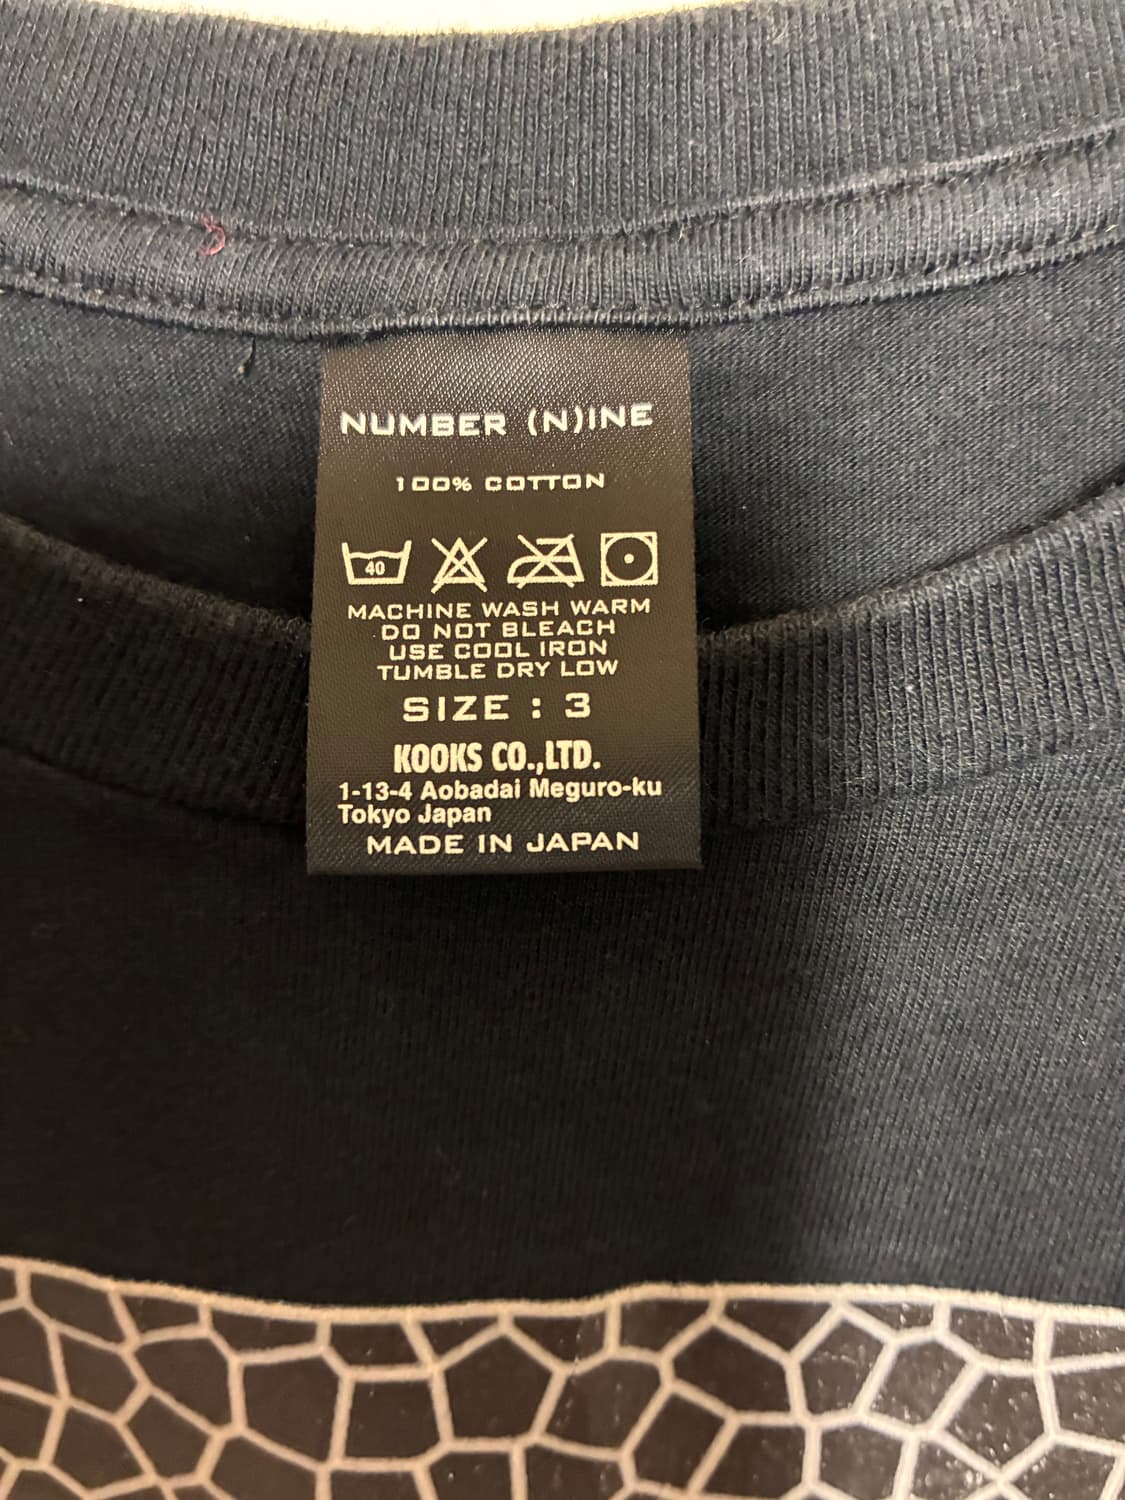 NUMBER (N)INE
100% COTTON
40
MACHINE WASH WARM
DO NOT BLEACH
USE COOL IRON
TUMBLE DRY LOW
SIZE : 3
KOOKS CO.,LTD.
1-13-4 Aobadai Meguro-ku
Tokyo Japan
MADE IN JAPAN